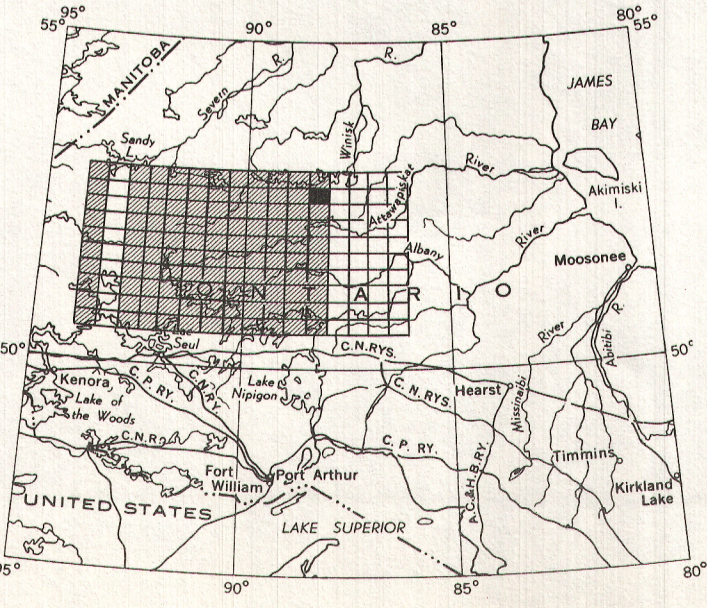 95° 90° 85° 80°
55° 55°
MANITOBA
Severn R.
R.
Winisk
JAMES
BAY
Sandy
L.
River
Attawapiskat
Akimiski
I.
River
Albany
Moosonee
ONTARIO
Seul
C.N.RYS.
River
Abitibi R.
50° 50°
Kenora
C.P.RY.
C.N.RY.
Lake
Nipigon
C.N.RYS.
Hearst
Missinaibi
Lake of
the Woods
C.N.R.
C.P. RY.
Timmins
Fort
William
Port Arthur
A.C.&H.B.RY.
Kirkland
Lake
UNITED STATES
LAKE SUPERIOR
95° 90° 85° 80°